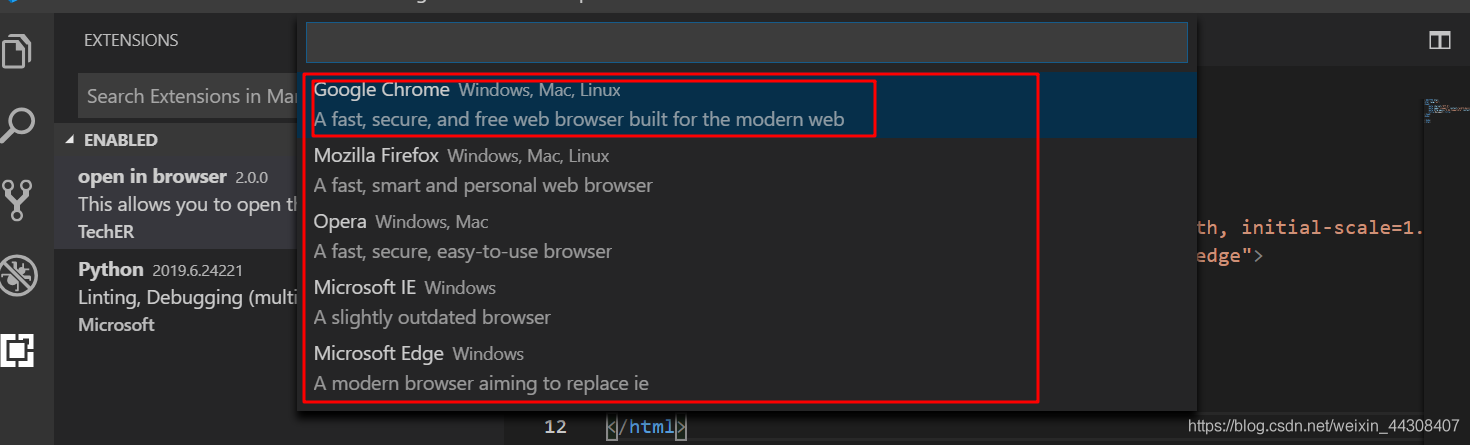 EXTENSIONS
Search Extensions in Mar
ENABLED
open in browser 2.0.0
This allows you to open th
TechER
Python 2019.6.24221
Linting, Debugging (multi
Microsoft
Google Chrome Windows, Mac, Linux
A fast, secure, and free web browser built for the modern web
Mozilla Firefox Windows, Mac, Linux
A fast, smart and personal web browser
Opera Windows, Mac
A fast, secure, easy-to-use browser
Microsoft IE Windows
A slightly outdated browser
Microsoft Edge Windows
A modern browser aiming to replace ie
th, initial-scale=1.
edge">
12 </html>
https://blog.csdn.net/weixin_44308407